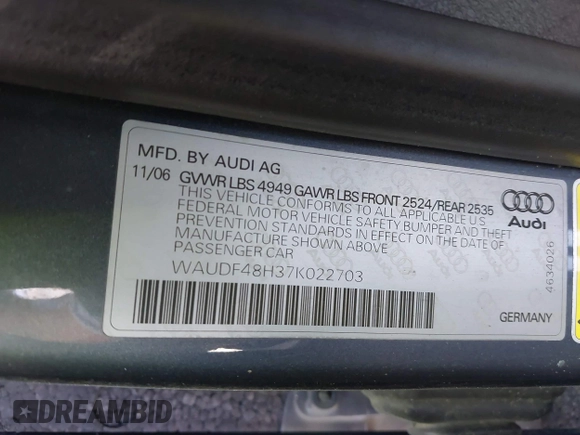 MFD. BY AUDI AG
11/06 GVWR LBS 4949 GAWR LBS FRONT 2524/REAR 2535
THIS VEHICLE CONFORMS TO ALL APPLICABLE U.S
FEDERAL MOTOR VEHICLE SAFETY BUMPER AND THEFT
PREVENTION STANDARDS IN EFFECT ON THE DATE OF
MANUFACTURE SHOWN ABOVE
PASSENGER CAR
WAUDF48H37K022703
Audi
4634026
GERMANY
DREAMBID